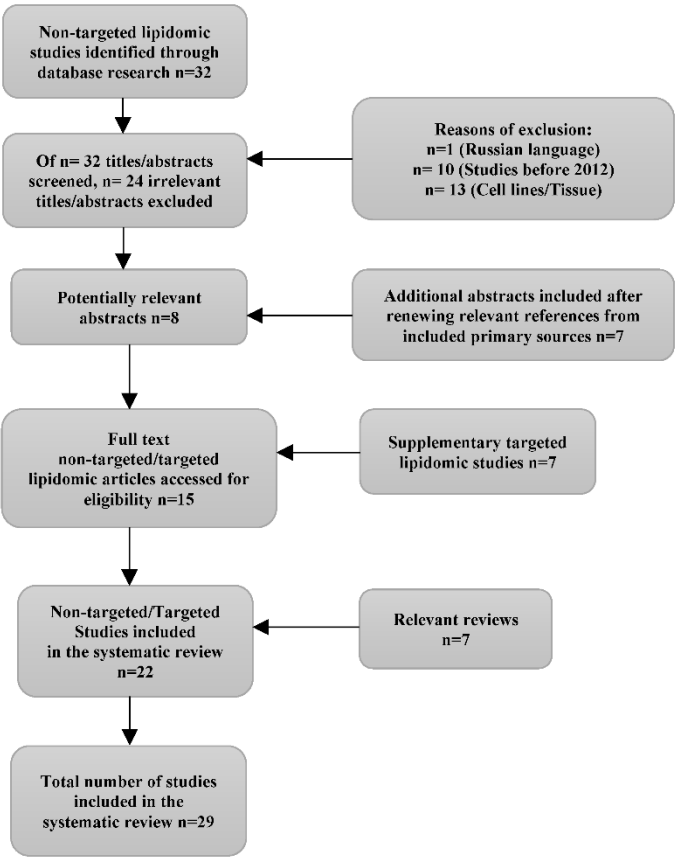 Non-targeted lipidomic
studies identified through
database research n=32
Of n= 32 titles/abstracts
screened, n= 24 irrelevant
titles/abstracts excluded
Reasons of exclusion:
n=1 (Russian language)
n= 10 (Studies before 2012)
n= 13 (Cell lines/Tissue)
Potentially relevant
abstracts n=8
Additional abstracts included after
renewing relevant references from
included primary sources n=7
Full text
non-targeted/targeted
lipidomic articles accessed for
eligibility n=15
Supplementary targeted
lipidomic studies n=7
Non-targeted/Targeted
Studies included
in the systematic review
n=22
Relevant reviews
n=7
Total number of studies
included in the
systematic review n=29